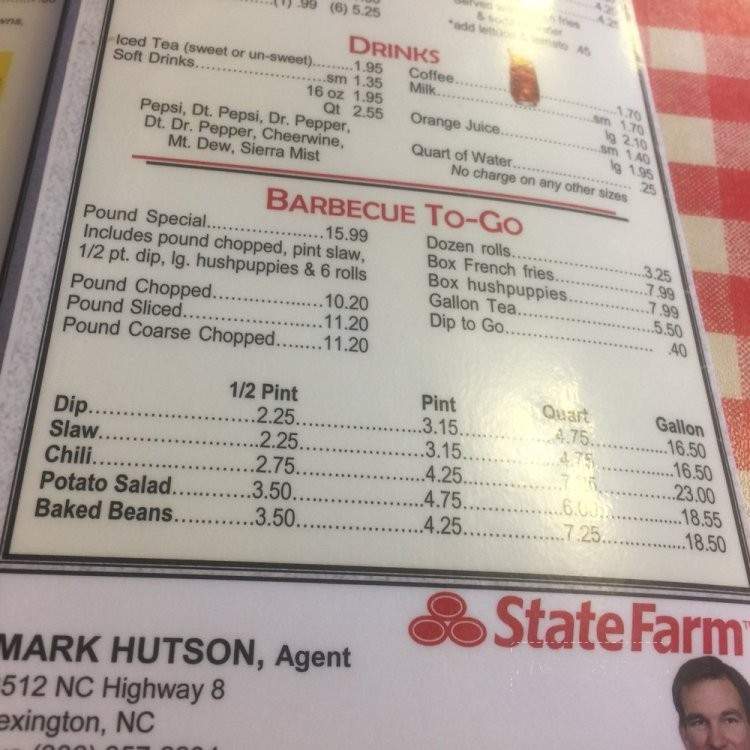 (1) .99 (6) 5.25
DRINKS
Iced Tea (sweet or un-sweet).........1.95
Soft Drinks..........................sm 1.35
16 oz 1.95
Qt 2.55
Pepsi, Dt. Pepsi, Dr. Pepper,
Dt. Dr. Pepper, Cheerwine,
Mt. Dew, Sierra Mist
& fries
*add .45
Coffee..............................1.70
Milk..............................sm 1.70
lg 2.10
Orange Juice...................sm 1.40
lg 1.95
Quart of Water.......................25
No charge on any other sizes
BARBECUE TO-GO
Pound Special........................15.99
Includes pound chopped, pint slaw,
1/2 pt. dip, lg. hushpuppies & 6 rolls
Pound Chopped......................10.20
Pound Sliced...........................11.20
Pound Coarse Chopped........11.20
Dozen rolls..........................3.25
Box French fries..................7.99
Box hushpuppies................7.99
Gallon Tea...........................5.50
Dip to Go............................. .40
1/2 Pint Pint Quart Gallon
Dip..........................2.25........................3.15....................4.75.................16.50
Slaw........................2.25........................3.15....................4.75.................16.50
Chili.........................2.75........................4.25....................23.00
Potato Salad............3.50........................4.75....................18.55
Baked Beans............3.50........................4.25....................7.25.................18.50
StateFarm
MARK HUTSON, Agent
512 NC Highway 8
exington, NC